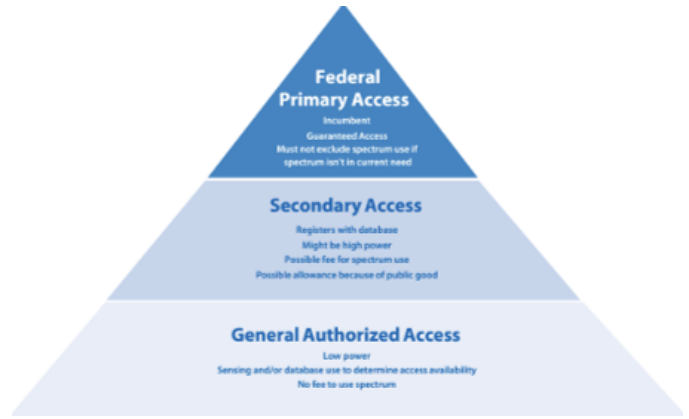 Federal
Primary Access
Incumbent
Guaranteed Access
Must not exclude spectrum use if
spectrum isn't in current need
Secondary Access
Registers with database
Might be high power
Possible fee for spectrum use
Possible allowance because of public good
General Authorized Access
Low power
Sensing and/or database use to determine access availability
No fee to use spectrum